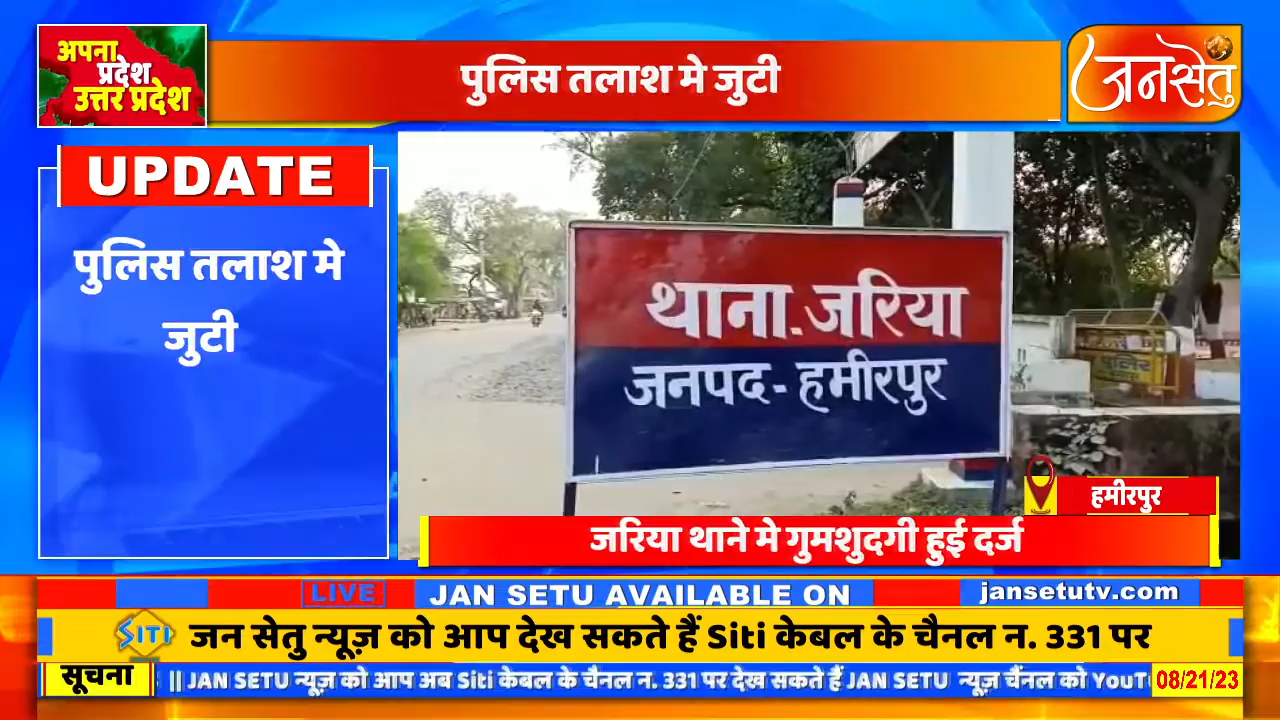 अपना
प्रदेश
उत्तर प्रदेश
पुलिस तलाश मे जुटी
जनसेतु
UPDATE
पुलिस तलाश मे
जुटी
थाना-जरिया
जनपद-हमीरपुर
हमीरपुर
जरिया थाने मे गुमशुदगी हुई दर्ज
LIVE
JAN SETU AVAILABLE ON
jansetutv.com
SITI
जन सेतु न्यूज़ को आप देख सकते हैं Siti केबल के चैनल न. 331 पर
सूचना
|| JAN SETU न्यूज़ को आप अब Siti केबल के चैनल न. 331 पर देख सकते हैं JAN SETU न्यूज़ चैंनल को YouT
08/21/23